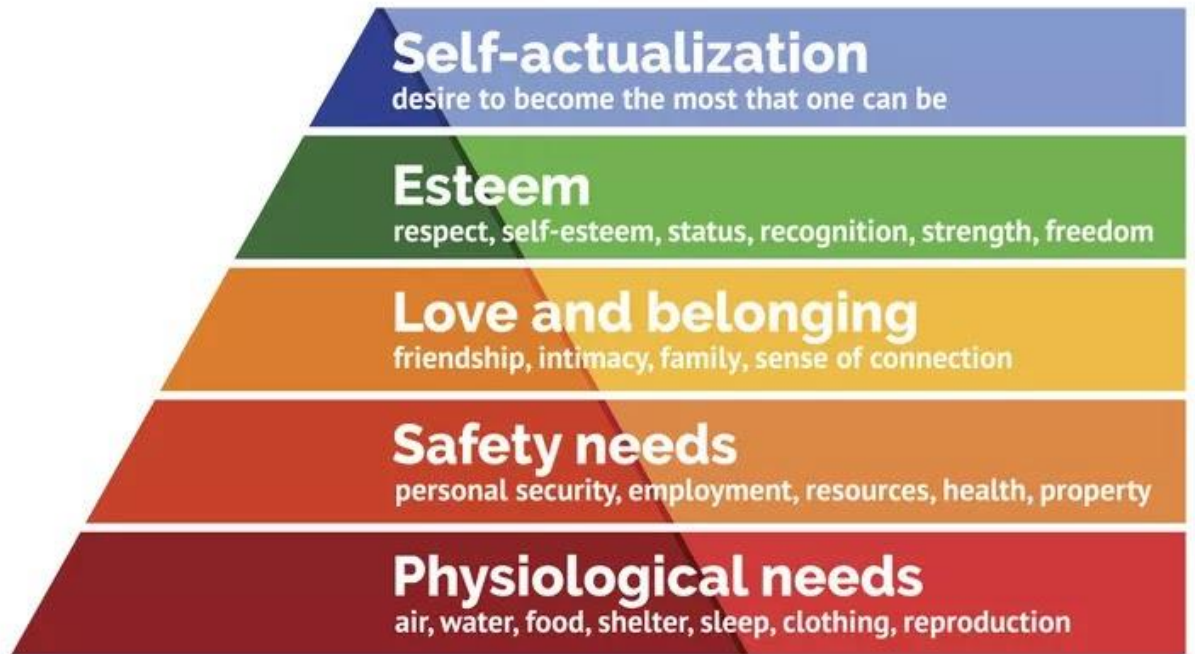 Self-actualization
desire to become the most that one can be
Esteem
respect, self-esteem, status, recognition, strength, freedom
Love and belonging
friendship, intimacy, family, sense of connection
Safety needs
personal security, employment, resources, health, property
Physiological needs
air, water, food, shelter, sleep, clothing, reproduction